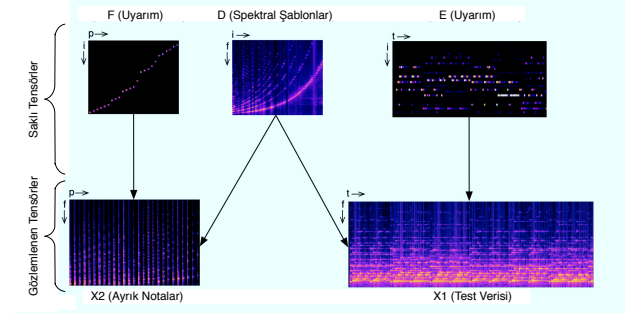 F (Uyarım)
D (Spektral Şablonlar)
E (Uyarım)
p
i
i
f
t
i
Saklı Tensörler
Gözlemlenen Tensörler
p
f
t
f
X2 (Ayrık Notalar)
X1 (Test Verisi)